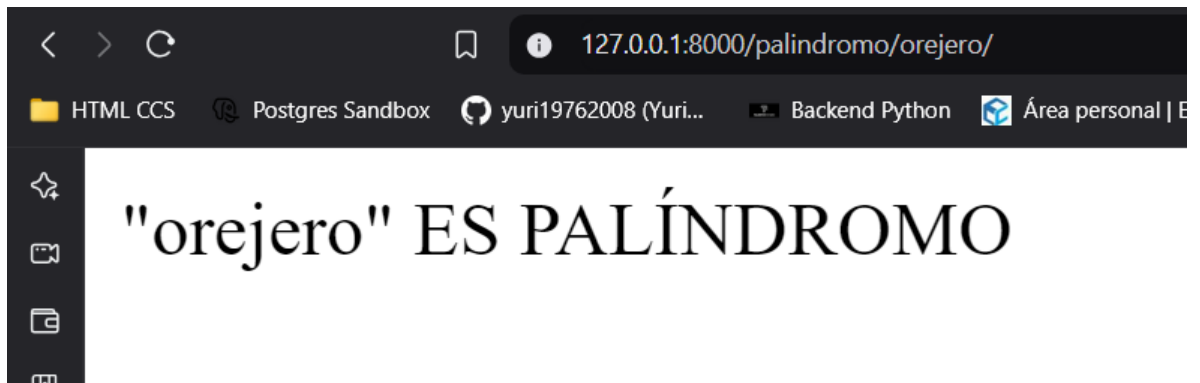 127.0.0.1:8000/palindromo/orejero/
HTML CCS Postgres Sandbox yuri19762008 (Yuri... Backend Python Área personal | E
"orejero" ES PALÍNDROMO